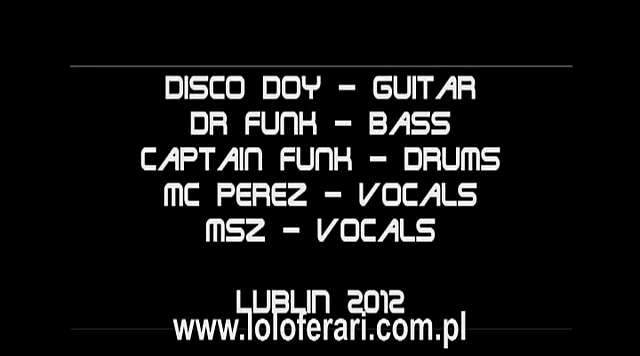 DISCO DOY – GUITAR
DR FUNK – BASS
CAPTAIN FUNK – DRUMS
MC PEREZ – VOCALS
MSZ – VOCALS
LUBLIN 2012
www.loloferari.com.pl